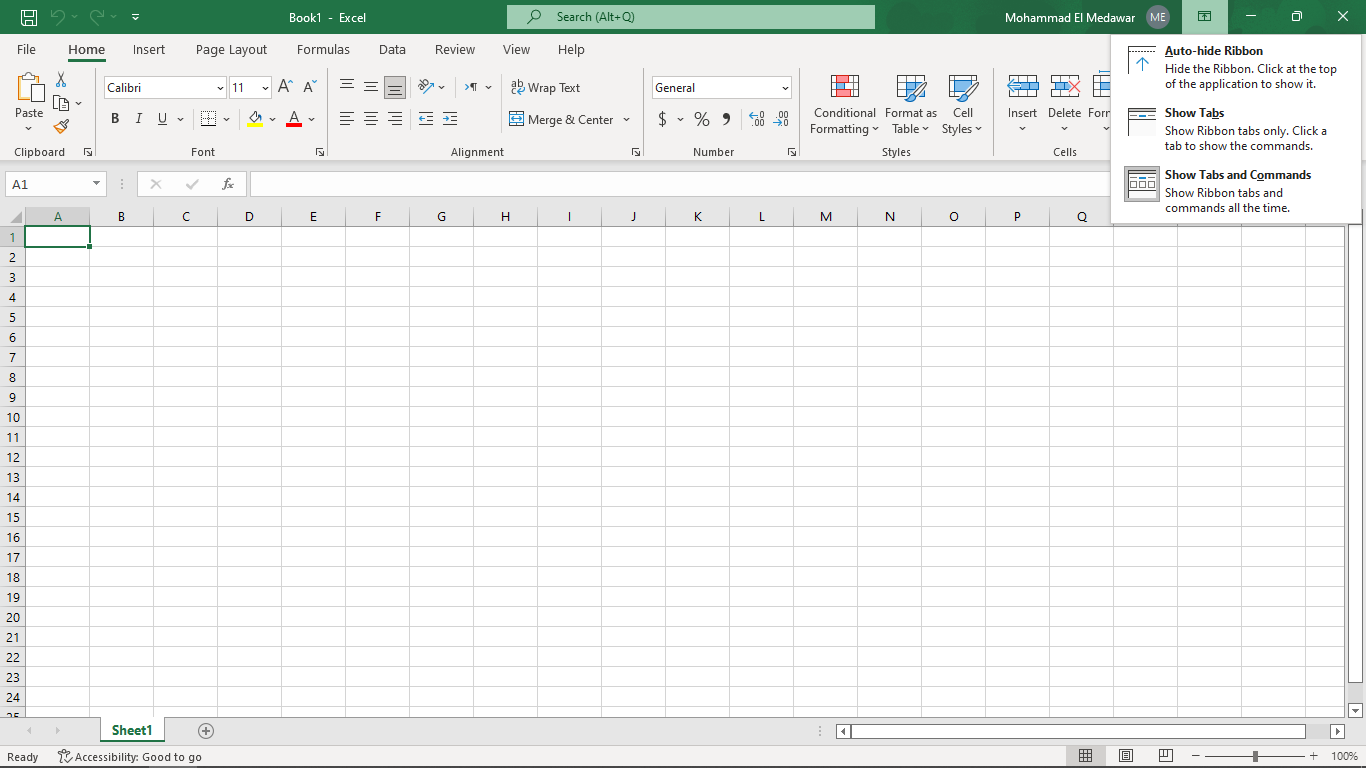 Book1 - Excel
Search (Alt+Q)
Mohammad El Medawar
ME
File
Home
Insert
Page Layout
Formulas
Data
Review
View
Help
Auto-hide Ribbon
Hide the Ribbon. Click at the top
of the application to show it.
Show Tabs
Show Ribbon tabs only. Click a
tab to show the commands.
Show Tabs and Commands
Show Ribbon tabs and
commands all the time.
Paste
Clipboard
Calibri
11
B I U
Font
ab Wrap Text
Merge & Center
Alignment
General
$ % 9
Number
Conditional
Formatting
Format as
Table
Cell
Styles
Styles
Insert
Delete
Cells
A1
fx
A B C D E F G H I J K L M N O P Q
1
2
3
4
5
6
7
8
9
10
11
12
13
14
15
16
17
18
19
20
21
22
23
24
25
Sheet1
Ready
Accessibility: Good to go
100%